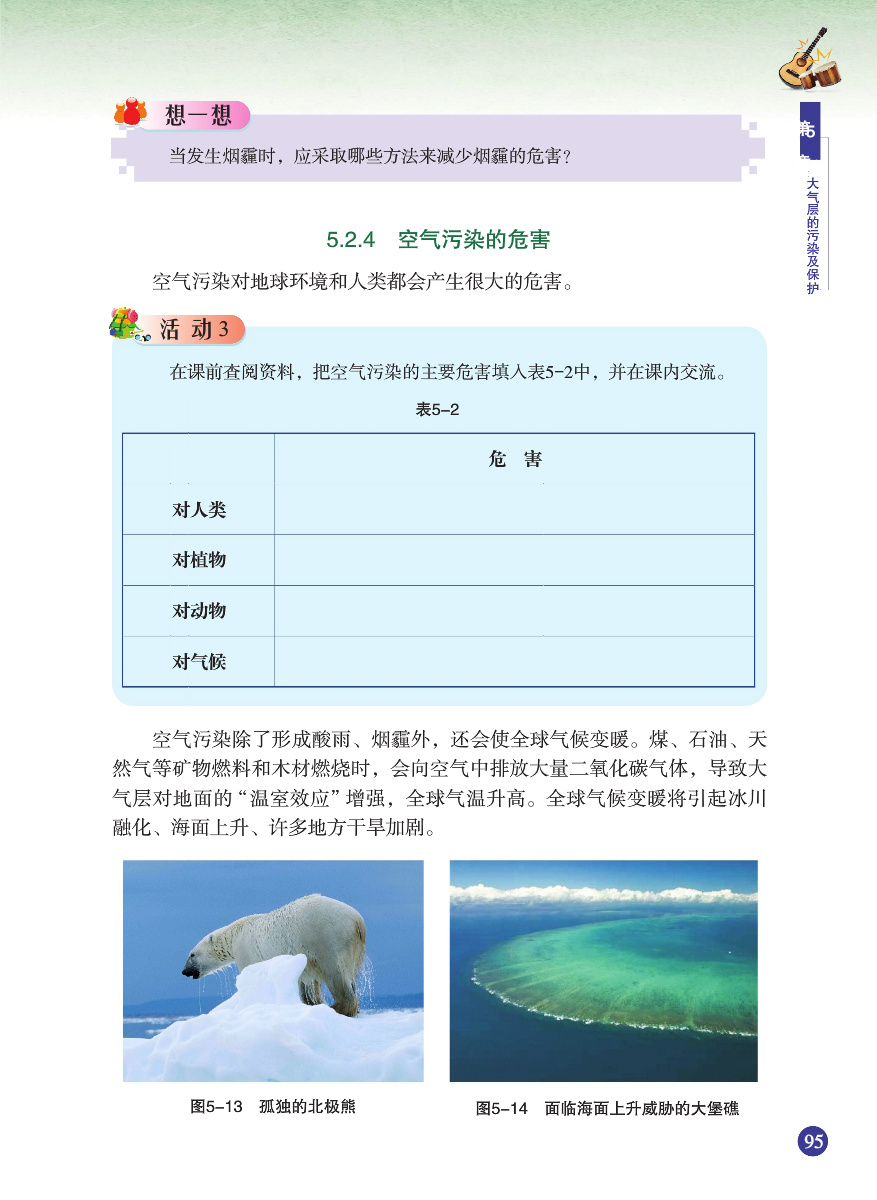 想一想
当发生烟霾时，应采取哪些方法来减少烟霾的危害？
5
大气层的污染及保护
5.2.4 空气污染的危害
空气污染对地球环境和人类都会产生很大的危害。
活动3
在课前查阅资料，把空气污染的主要危害填入表5-2中，并在课内交流。
表5-2
危 害
对人类
对植物
对动物
对气候
空气污染除了形成酸雨、烟霾外，还会使全球气候变暖。煤、石油、天
然气等矿物燃料和木材燃烧时，会向空气中排放大量二氧化碳气体，导致大
气层对地面的“温室效应”增强，全球气温升高。全球气候变暖将引起冰川
融化、海面上升、许多地方干旱加剧。
图5-13 孤独的北极熊
图5-14 面临海面上升威胁的大堡礁
95